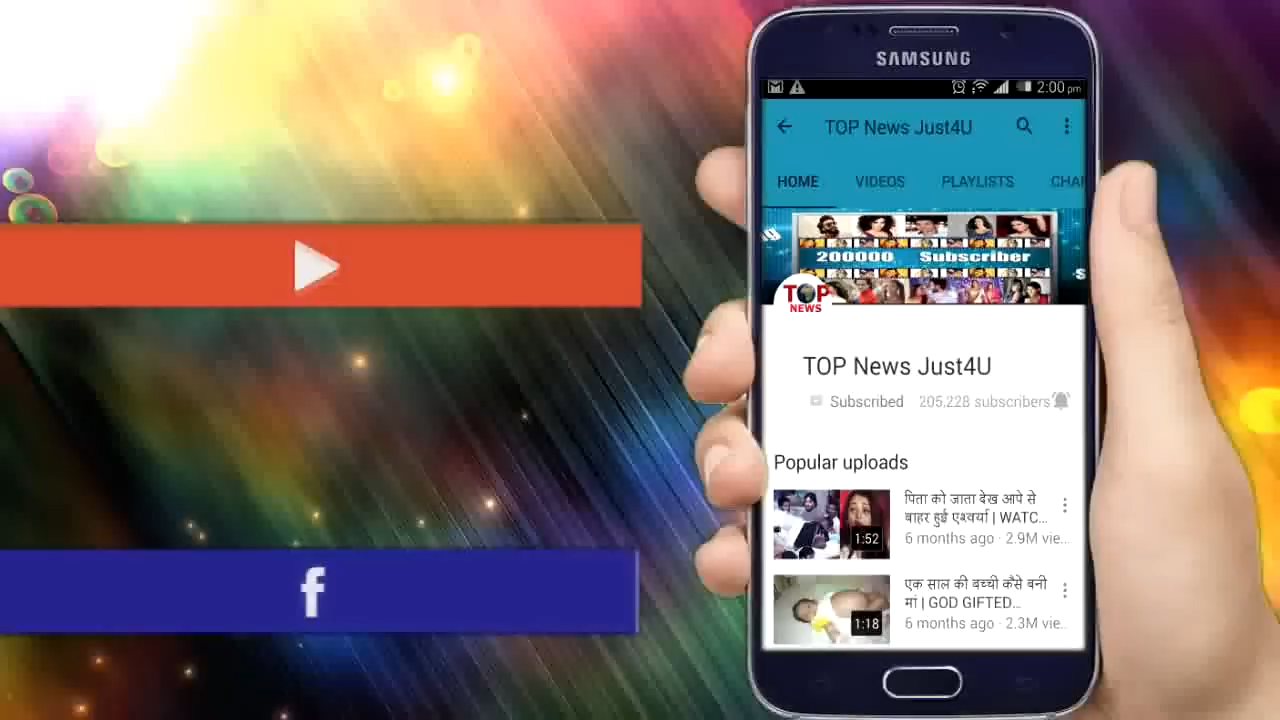 SAMSUNG
2:00 pm
TOP News Just4U
HOME VIDEOS PLAYLISTS CHAI
200000 Subscriber
TOP
NEWS
TOP News Just4U
Subscribed 205,228 subscribers
Popular uploads
पिता को जाता देख आपे से
बाहर हुई एश्वर्या | WATC...
6 months ago · 2.9M vie...
1:52
एक साल की बच्ची कैसे बनी
मां | GOD GIFTED...
6 months ago · 2.3M vie...
1:18
f